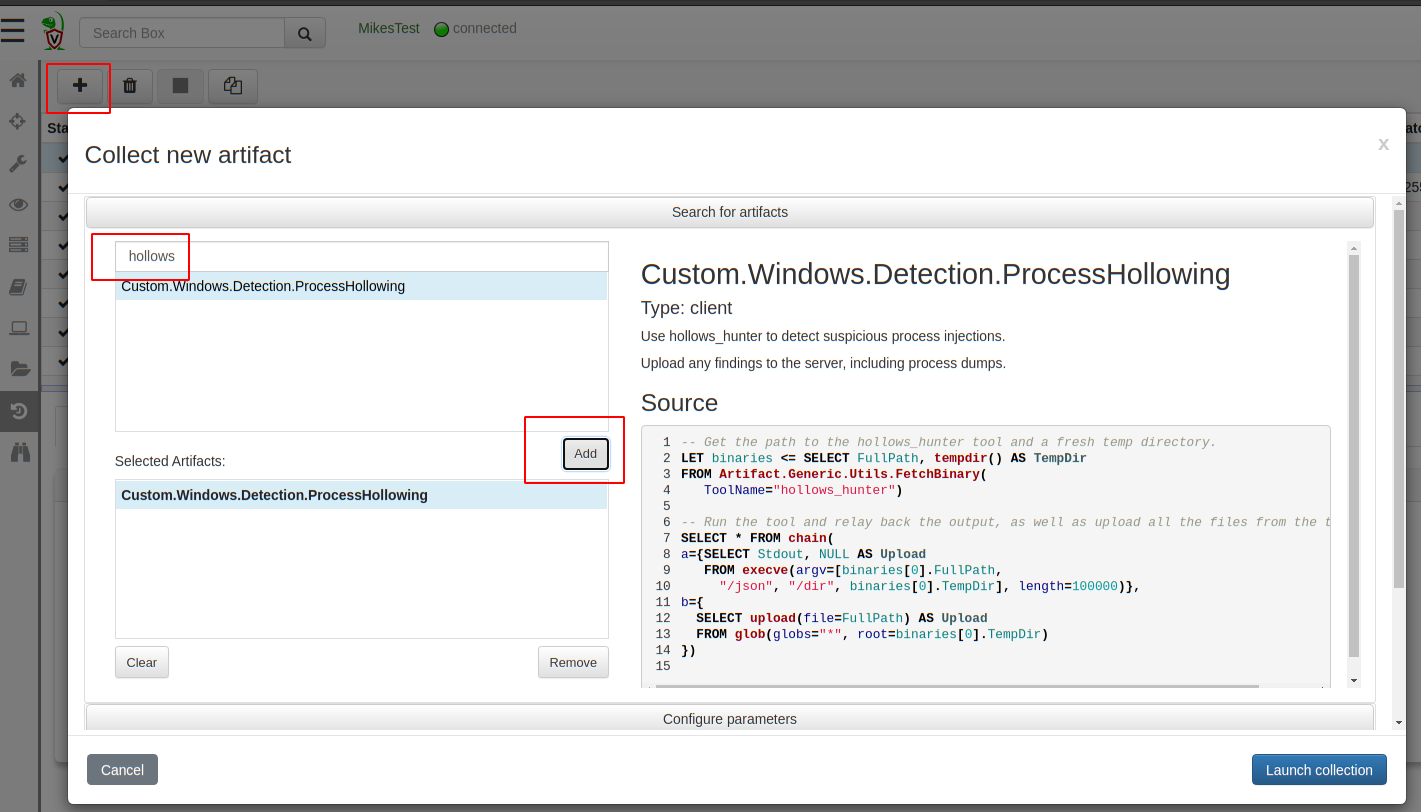 Search Box
MikesTest
connected
Sta
Collect new artifact
x
Search for artifacts
hollows
Custom.Windows.Detection.ProcessHollowing
Add
Selected Artifacts:
Custom.Windows.Detection.ProcessHollowing
Clear
Remove
Custom.Windows.Detection.ProcessHollowing
Type: client
Use hollows_hunter to detect suspicious process injections.
Upload any findings to the server, including process dumps.
Source
1 -- Get the path to the hollows_hunter tool and a fresh temp directory.
2 LET binaries <= SELECT FullPath, tempdir() AS TempDir
3 FROM Artifact.Generic.Utils.FetchBinary(
4 ToolName="hollows_hunter")
5
6 -- Run the tool and relay back the output, as well as upload all the files from the t
7 SELECT * FROM chain(
8 a={SELECT Stdout, NULL AS Upload
9 FROM execve(argv=[binaries[0].FullPath,
10 "/json", "/dir", binaries[0].TempDir], length=100000)},
11 b={
12 SELECT upload(file=FullPath) AS Upload
13 FROM glob(globs="*", root=binaries[0].TempDir)
14 })
15
Configure parameters
Cancel
Launch collection